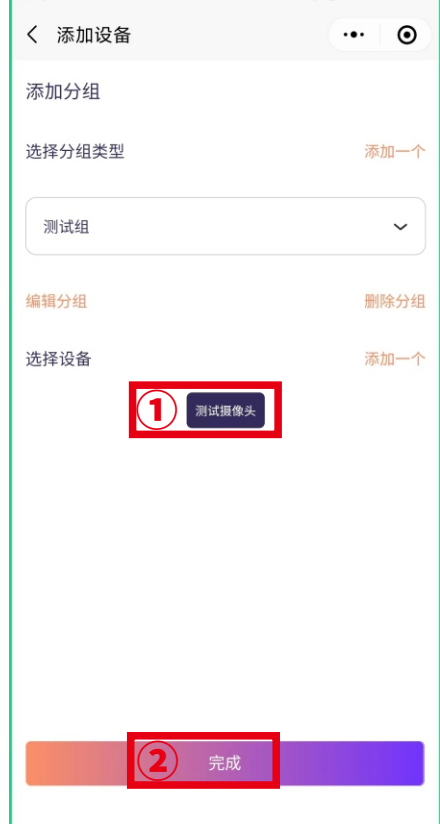 添加设备
添加分组
选择分组类型 添加一个
测试组
编辑分组 删除分组
选择设备 添加一个
① 测试摄像头
② 完成